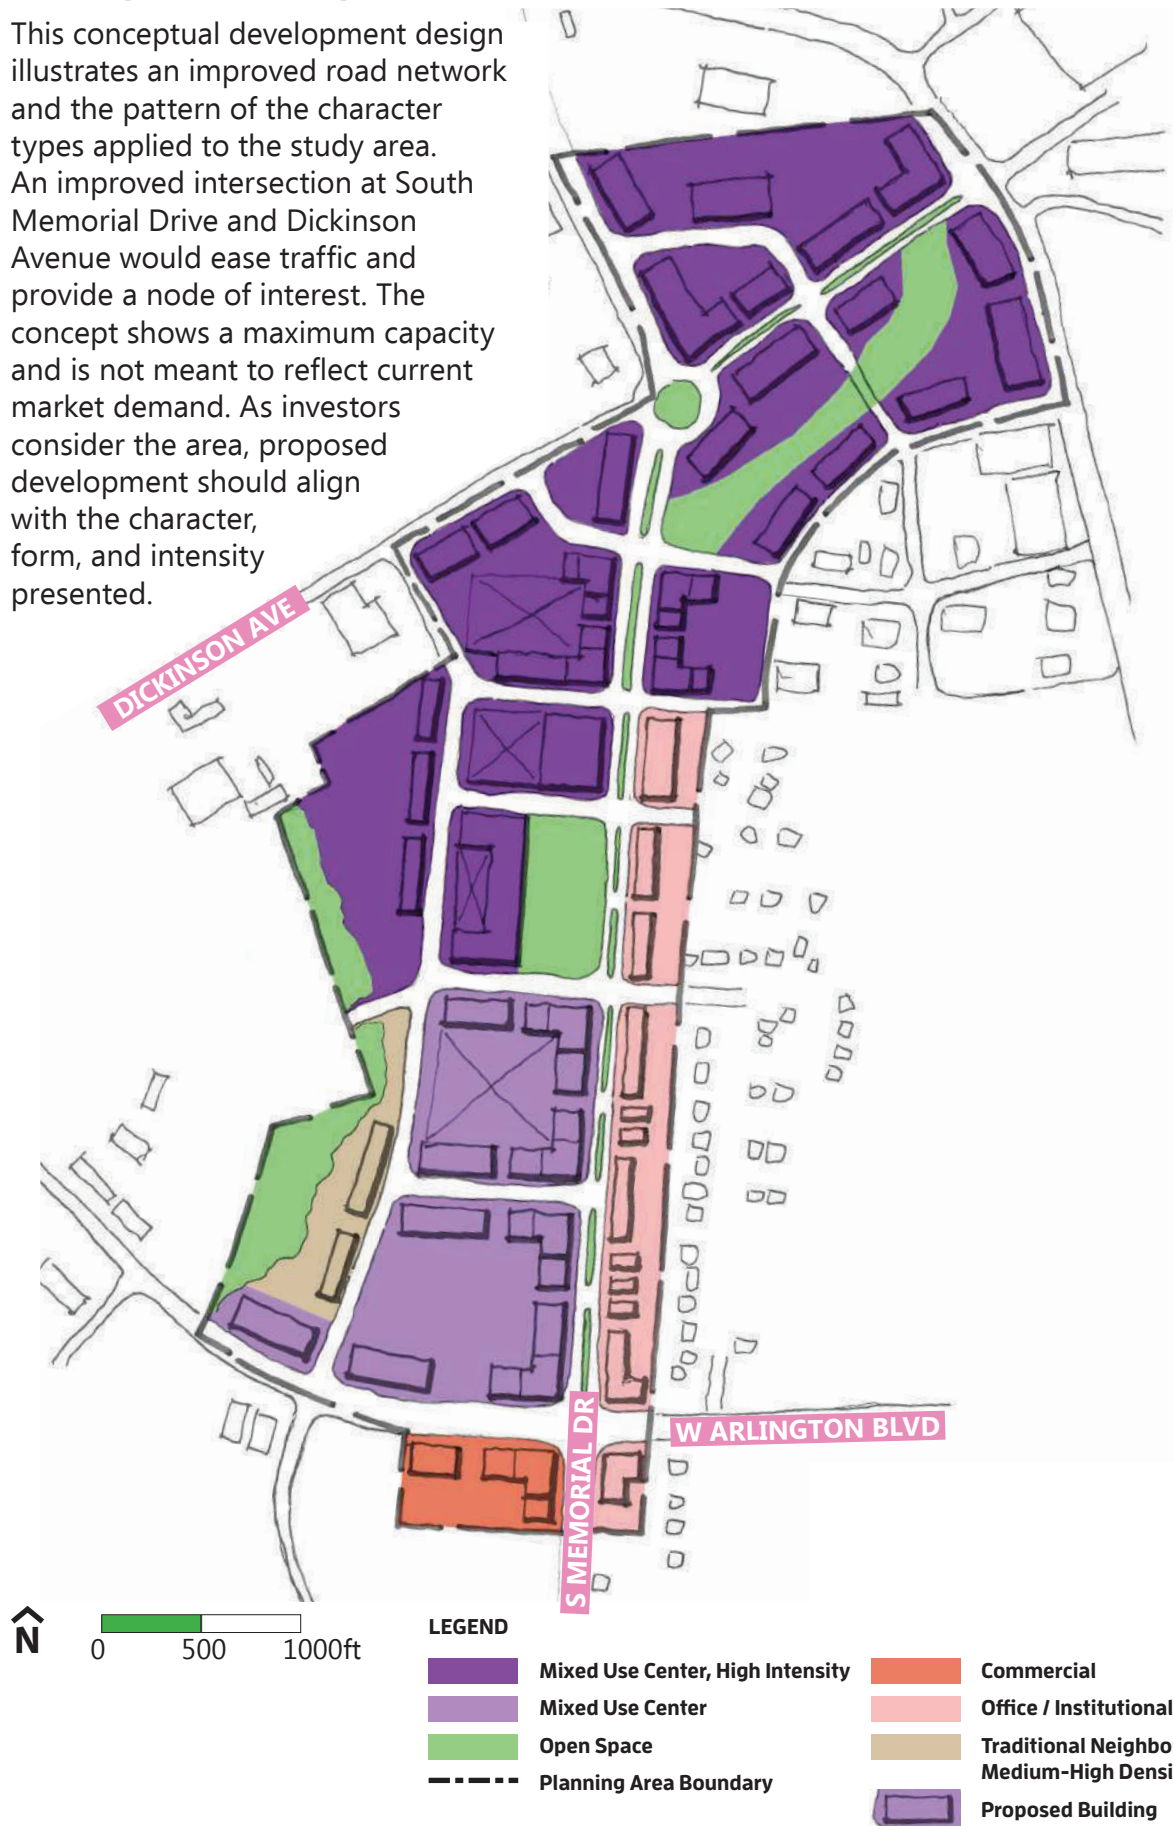 This conceptual development design
illustrates an improved road network
and the pattern of the character
types applied to the study area.
An improved intersection at South
Memorial Drive and Dickinson
Avenue would ease traffic and
provide a node of interest. The
concept shows a maximum capacity
and is not meant to reflect current
market demand. As investors
consider the area, proposed
development should align
with the character,
form, and intensity
presented.
DICKINSON AVE
W ARLINGTON BLVD
S MEMORIAL DR
N
0 500 1000ft
LEGEND
Mixed Use Center, High Intensity
Mixed Use Center
Open Space
Planning Area Boundary
Commercial
Office / Institutional
Traditional Neighbo
Medium-High Densi
Proposed Building